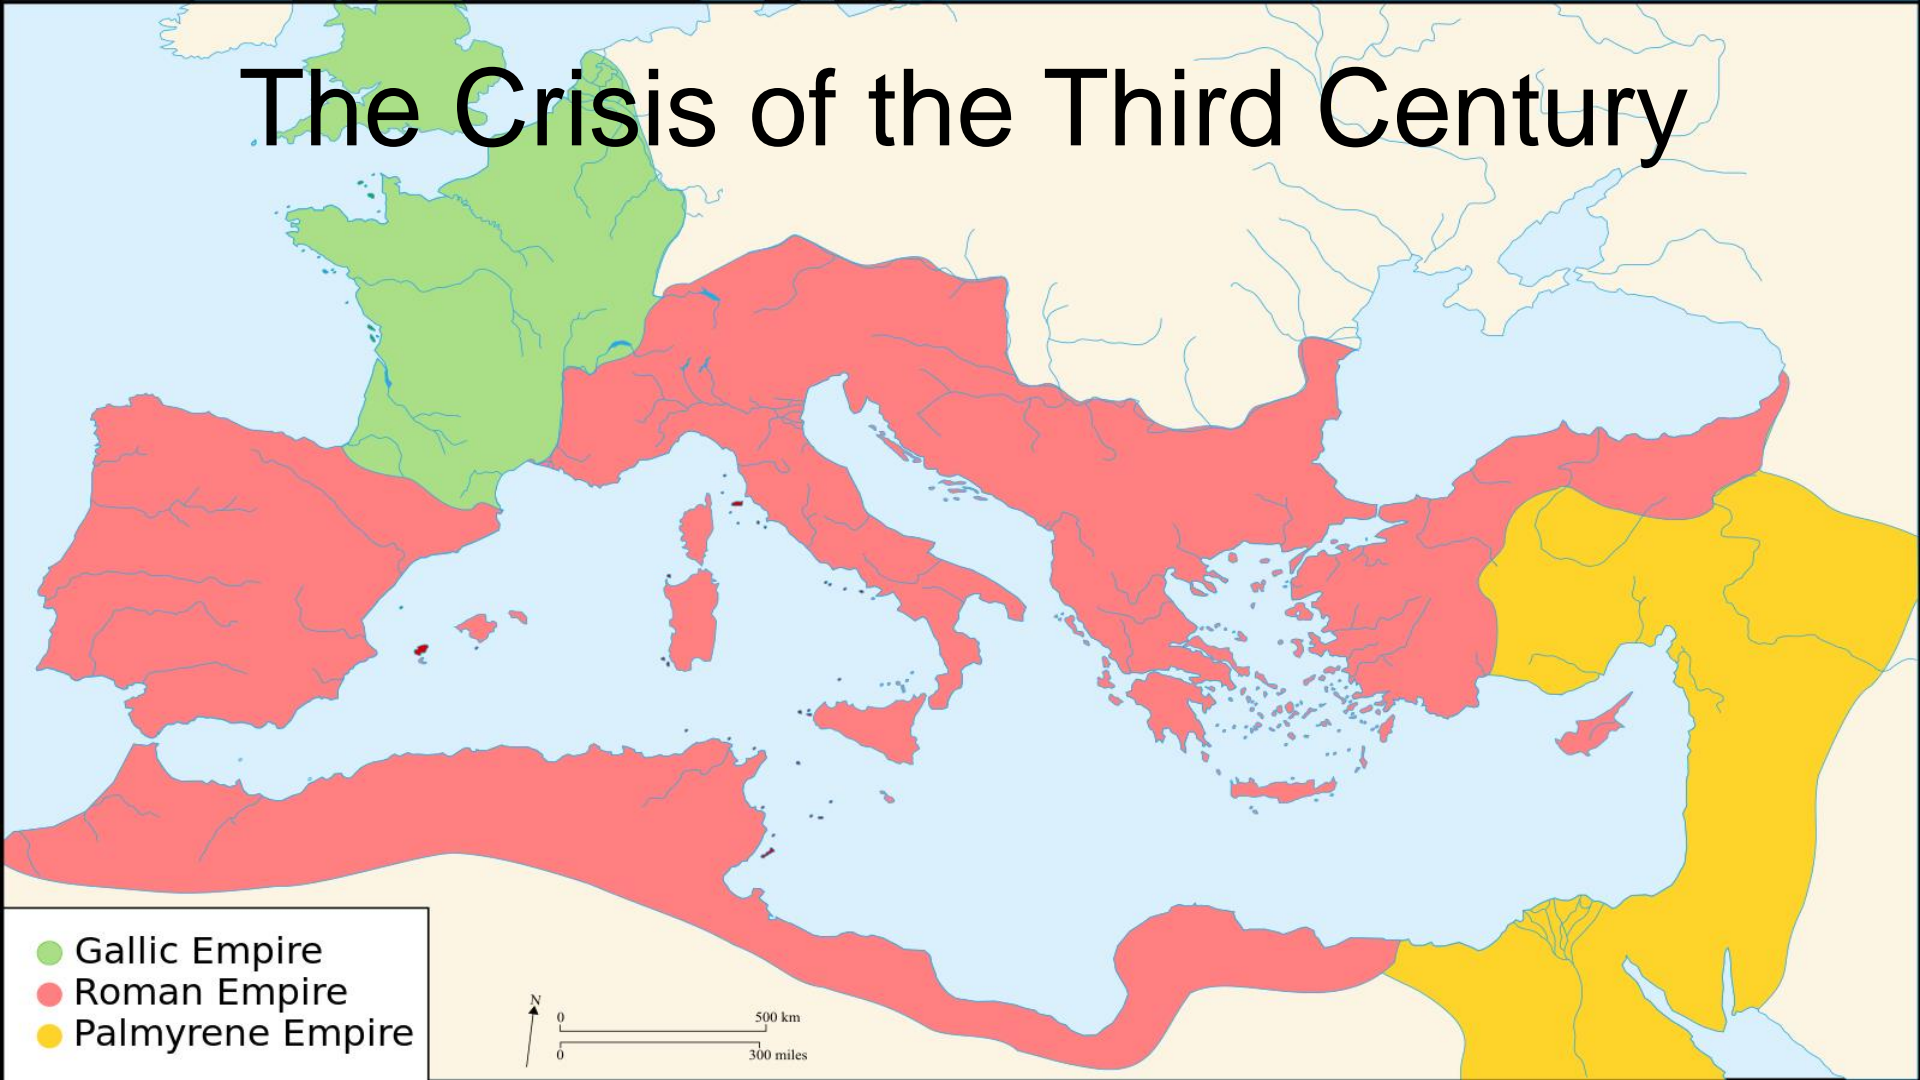 The Crisis of the Third Century
Gallic Empire
Roman Empire
Palmyrene Empire
N
0 500 km
0 300 miles